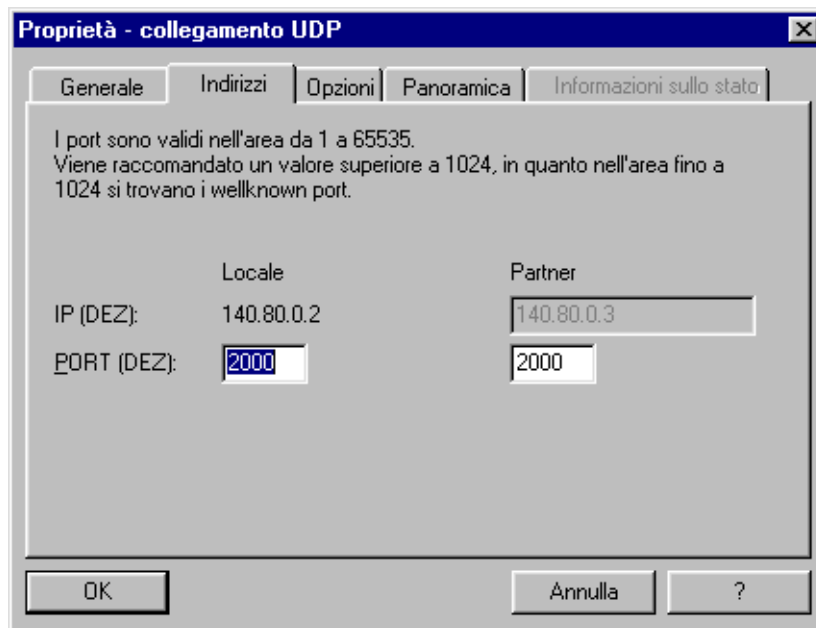 Proprietà - collegamento UDP
Generale Indirizzi Opzioni Panoramica Informazioni sullo stato
I port sono validi nell'area da 1 a 65535.
Viene raccomandato un valore superiore a 1024, in quanto nell'area fino a
1024 si trovano i wellknown port.
Locale Partner
IP (DEZ): 140.80.0.2 140.80.0.3
PORT (DEZ): 2000 2000
OK Annulla ?